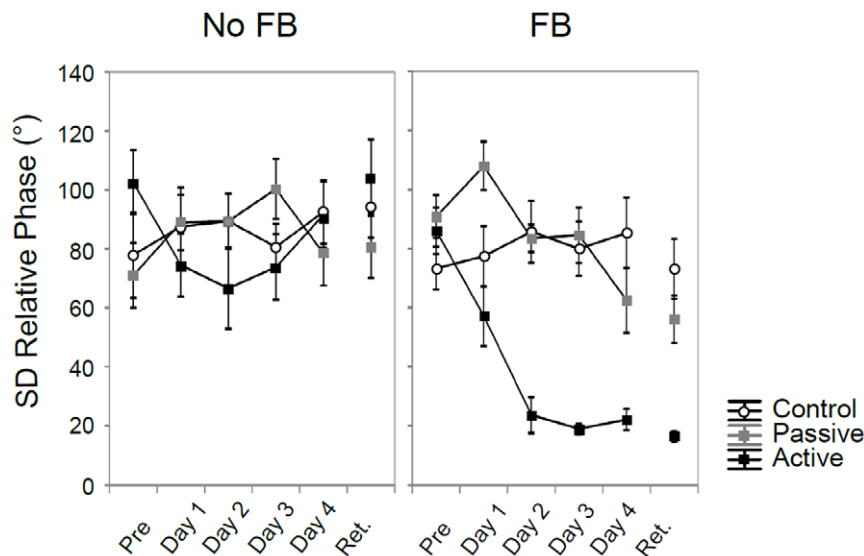 No FB FB
SD Relative Phase (°)
140
120
100
80
60
40
20
0
Pre Day 1 Day 2 Day 3 Day 4 Ret. Pre Day 1 Day 2 Day 3 Day 4 Ret.
Control
Passive
Active